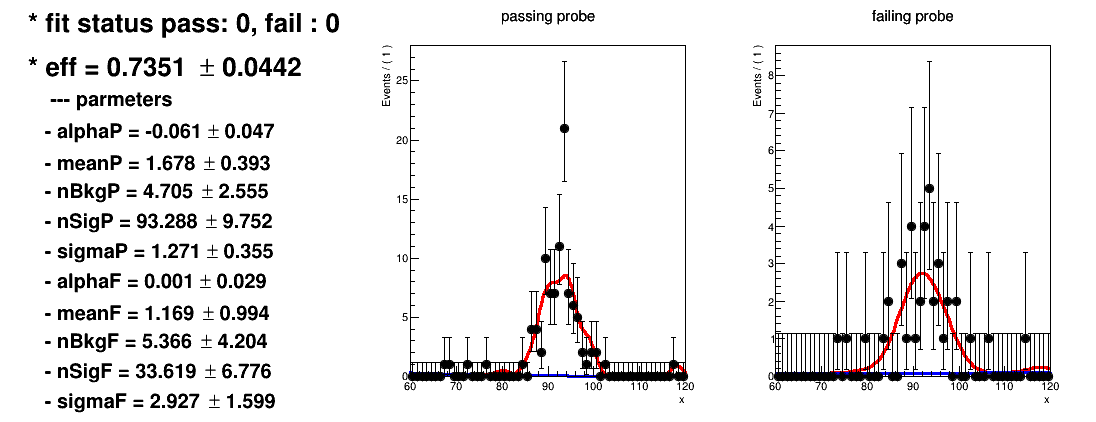 * fit status pass: 0, fail : 0
* eff = 0.7351 ± 0.0442
--- parmeters
- alphaP = -0.061 ± 0.047
- meanP = 1.678 ± 0.393
- nBkgP = 4.705 ± 2.555
- nSigP = 93.288 ± 9.752
- sigmaP = 1.271 ± 0.355
- alphaF = 0.001 ± 0.029
- meanF = 1.169 ± 0.994
- nBkgF = 5.366 ± 4.204
- nSigF = 33.619 ± 6.776
- sigmaF = 2.927 ± 1.599
passing probe
Events / ( 1 )
25
20
15
10
5
0
60 70 80 90 100 110 120
x
failing probe
Events / ( 1 )
8
7
6
5
4
3
2
1
0
60 70 80 90 100 110 120
x